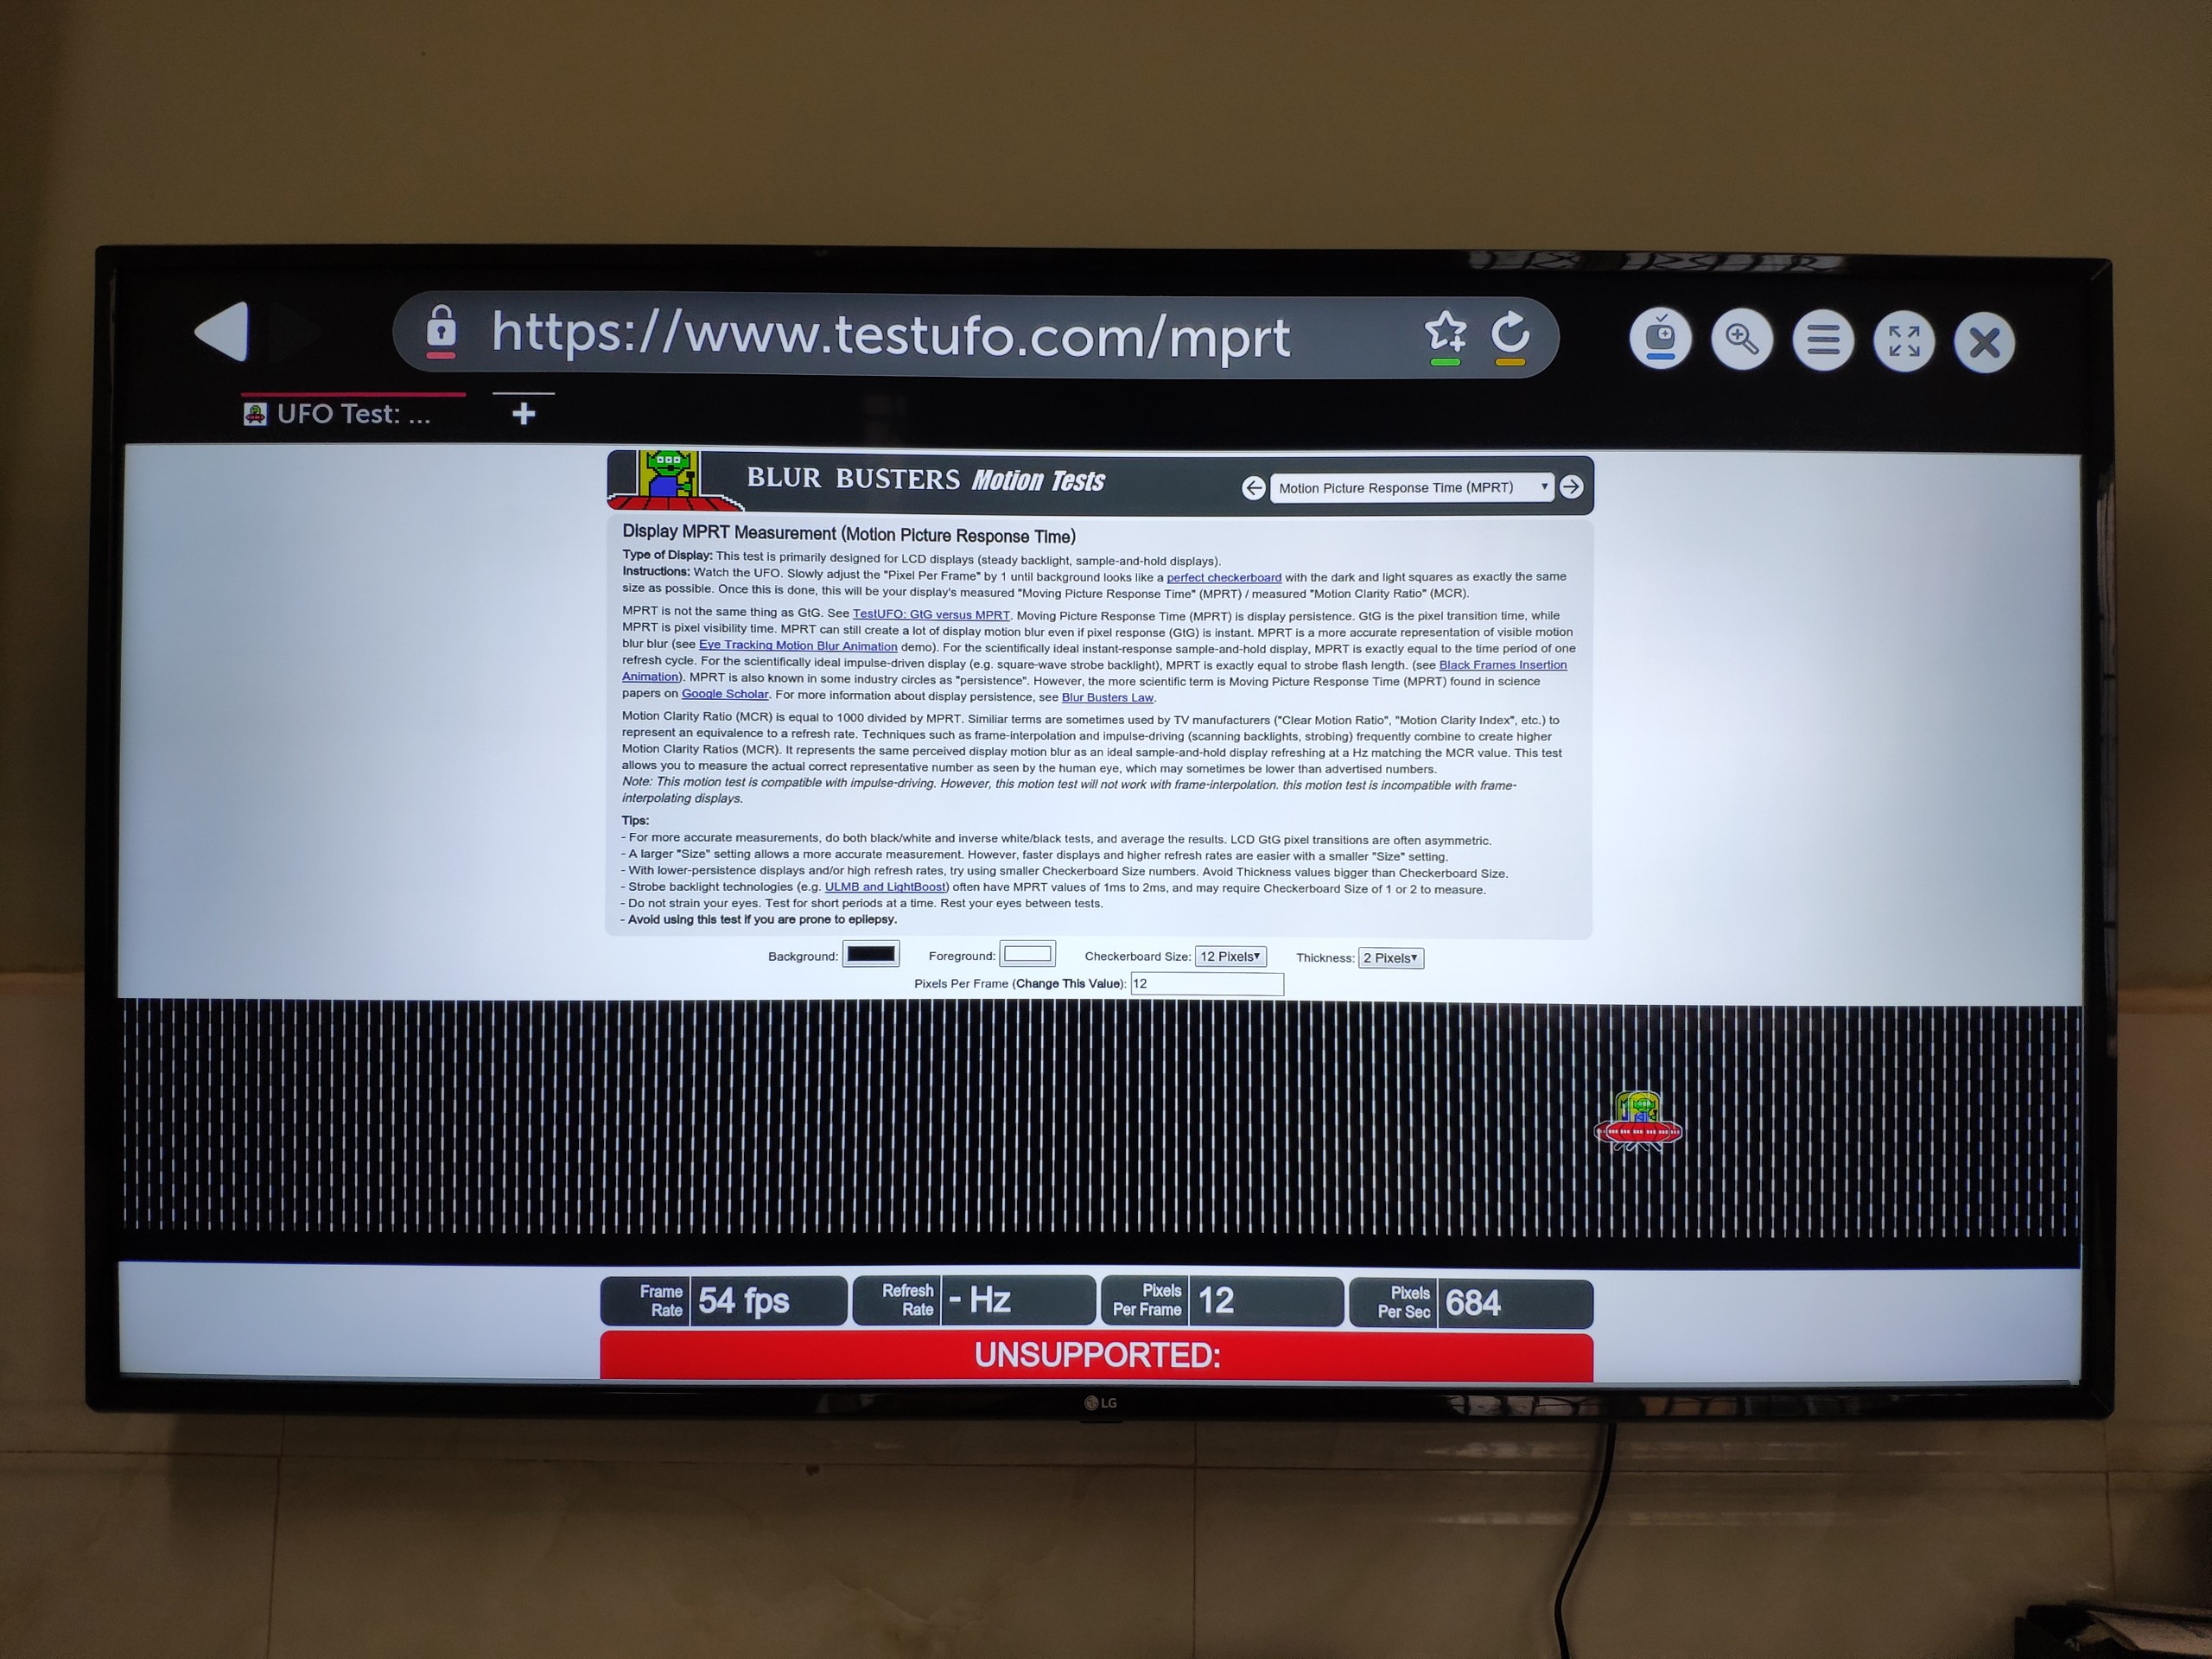 https://www.testufo.com/mprt
UFO Test: ...
+
BLUR BUSTERS Motion Tests
Motion Picture Response Time (MPRT)
Display MPRT Measurement (Motion Picture Response Time)
Type of Display: This test is primarily designed for LCD displays (steady backlight, sample-and-hold displays).
Instructions: Watch the UFO. Slowly adjust the "Pixel Per Frame" by 1 until background looks like a perfect checkerboard with the dark and light squares as exactly the same
size as possible. Once this is done, this will be your display's measured "Moving Picture Response Time" (MPRT) / measured "Motion Clarity Ratio" (MCR).
MPRT is not the same thing as GtG. See TestUFO: GtG versus MPRT. Moving Picture Response Time (MPRT) is display persistence. GtG is the pixel transition time, while
MPRT is pixel visibility time. MPRT can still create a lot of display motion blur even if pixel response (GtG) is instant. MPRT is a more accurate representation of visible motion
blur blur (see Eye Tracking Motion Blur Animation demo). For the scientifically ideal instant-response sample-and-hold display, MPRT is exactly equal to the time period of one
refresh cycle. For the scientifically ideal impulse-driven display (e.g. square-wave strobe backlight), MPRT is exactly equal to strobe flash length. (see Black Frames Insertion
Animation). MPRT is also known in some industry circles as "persistence". However, the more scientific term is Moving Picture Response Time (MPRT) found in science
papers on Google Scholar. For more information about display persistence, see Blur Busters Law.
Motion Clarity Ratio (MCR) is equal to 1000 divided by MPRT. Similiar terms are sometimes used by TV manufacturers ("Clear Motion Ratio", "Motion Clarity Index", etc.) to
represent an equivalence to a refresh rate. Techniques such as frame-interpolation and impulse-driving (scanning backlights, strobing) frequently combine to create higher
Motion Clarity Ratios (MCR). It represents the same perceived display motion blur as an ideal sample-and-hold display refreshing at a Hz matching the MCR value. This test
allows you to measure the actual correct representative number as seen by the human eye, which may sometimes be lower than advertised numbers.
Note: This motion test is compatible with impulse-driving. However, this motion test will not work with frame-interpolation. this motion test is incompatible with frame-
interpolating displays.
Tips:
- For more accurate measurements, do both black/white and inverse white/black tests, and average the results. LCD GtG pixel transitions are often asymmetric.
- A larger "Size" setting allows a more accurate measurement. However, faster displays and higher refresh rates are easier with a smaller "Size" setting.
- With lower-persistence displays and/or high refresh rates, try using smaller Checkerboard Size numbers. Avoid Thickness values bigger than Checkerboard Size.
- Strobe backlight technologies (e.g. ULMB and LightBoost) often have MPRT values of 1ms to 2ms, and may require Checkerboard Size of 1 or 2 to measure.
- Do not strain your eyes. Test for short periods at a time. Rest your eyes between tests.
- Avoid using this test if you are prone to epilepsy.
Background: Foreground: Checkerboard Size: 12 Pixels Thickness: 2 Pixels
Pixels Per Frame (Change This Value): 12
Frame Rate 54 fps
Refresh Rate - Hz
Pixels Per Frame 12
Pixels Per Sec 684
UNSUPPORTED:
LG